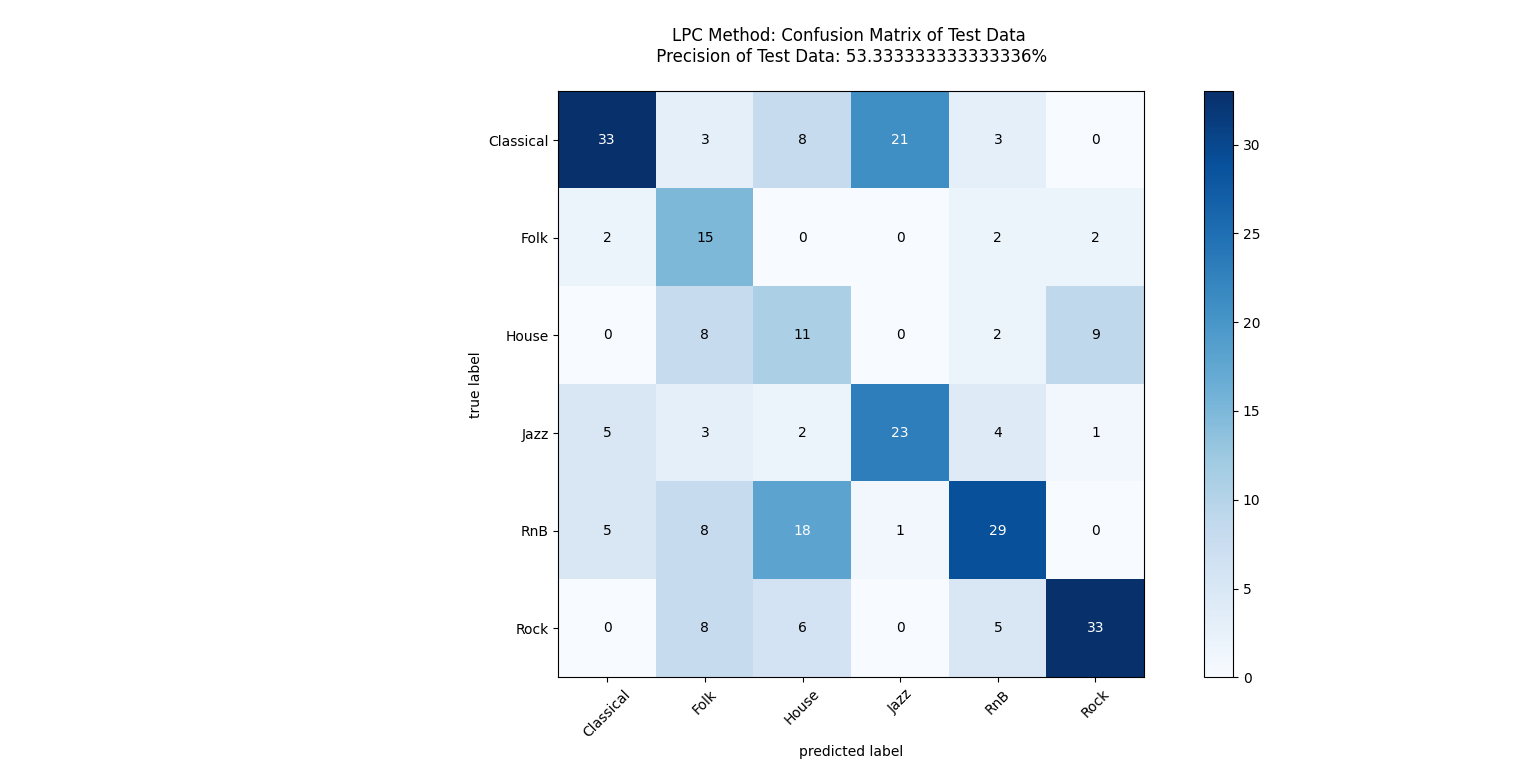 LPC Method: Confusion Matrix of Test Data
Precision of Test Data: 53.333333333333336%
Classical 33 3 8 21 3 0
Folk 2 15 0 0 2 2
House 0 8 11 0 2 9
Jazz 5 3 2 23 4 1
RnB 5 8 18 1 29 0
Rock 0 8 6 0 5 33
true label
Classical Folk House Jazz RnB Rock
predicted label
30
25
20
15
10
5
0